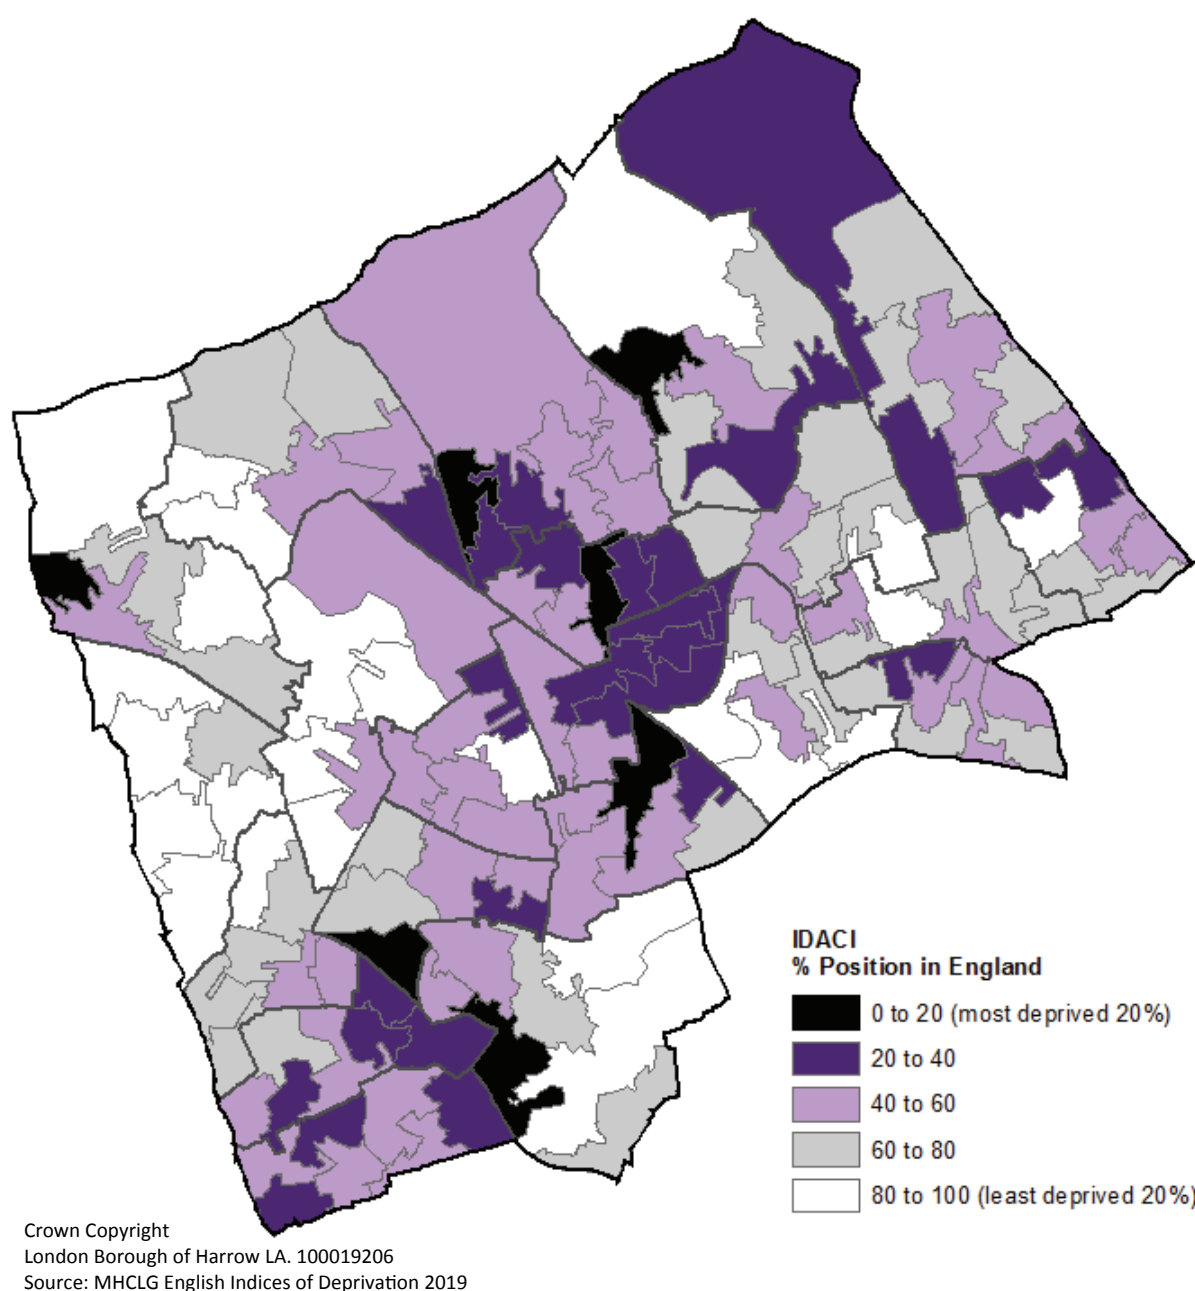 IDACI
% Position in England
0 to 20 (most deprived 20%)
20 to 40
40 to 60
60 to 80
80 to 100 (least deprived 20%)
Crown Copyright
London Borough of Harrow LA. 100019206
Source: MHCLG English Indices of Deprivation 2019